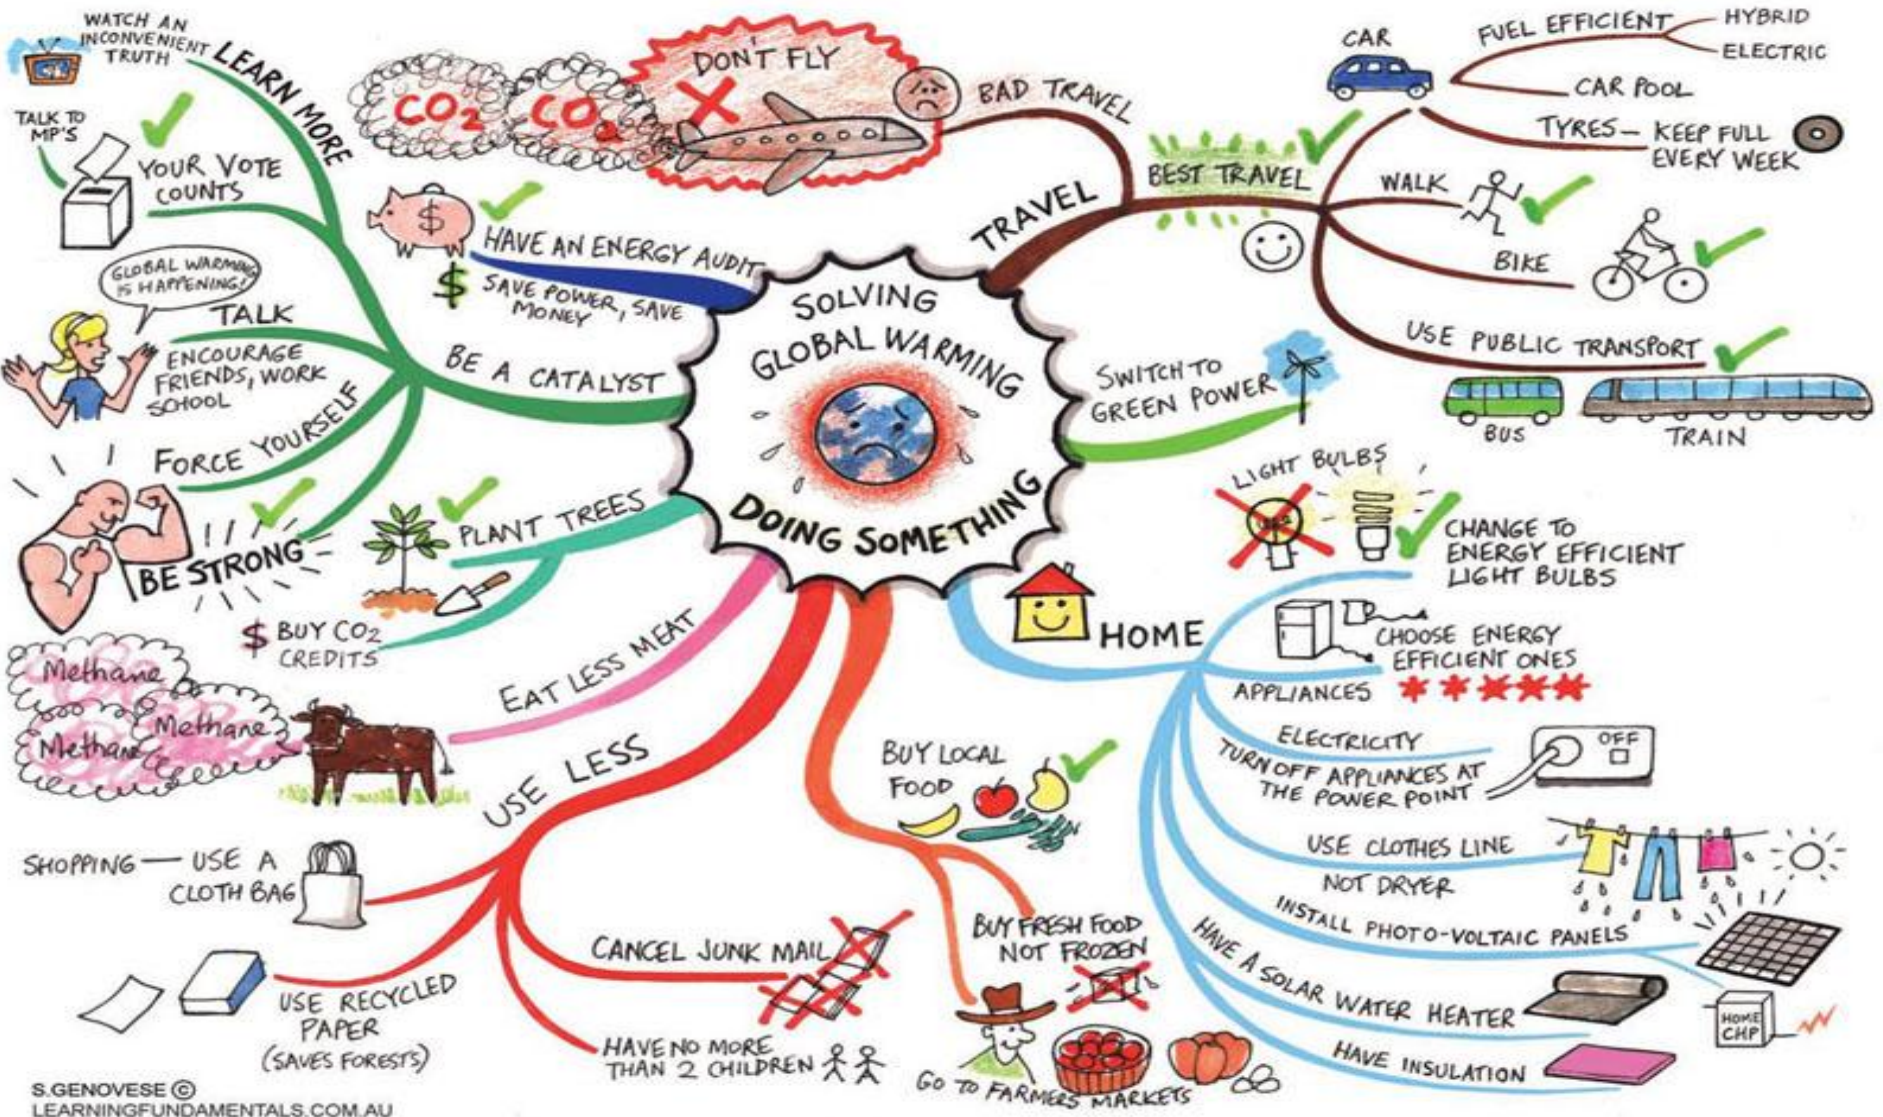 SOLVING
GLOBAL WARMING
DOING SOMETHING
TRAVEL
BAD TRAVEL
DON'T FLY
CO2
CO2
BEST TRAVEL
CAR
FUEL EFFICIENT
HYBRID
ELECTRIC
CAR POOL
TYRES — KEEP FULL
EVERY WEEK
WALK
BIKE
USE PUBLIC TRANSPORT
BUS
TRAIN
SWITCH TO
GREEN POWER
HOME
LIGHT BULBS
CHANGE TO
ENERGY EFFICIENT
LIGHT BULBS
CHOOSE ENERGY
EFFICIENT ONES
APPLIANCES
ELECTRICITY
TURN OFF APPLIANCES AT
THE POWER POINT
OFF
USE CLOTHES LINE
NOT DRYER
INSTALL PHOTO-VOLTAIC PANELS
HOME
CHP
HAVE A SOLAR WATER HEATER
HAVE INSULATION
BUY LOCAL
FOOD
BUY FRESH FOOD
NOT FROZEN
GO TO FARMERS MARKETS
USE LESS
SHOPPING — USE A
CLOTH BAG
USE RECYCLED
PAPER
(SAVES FORESTS)
CANCEL JUNK MAIL
HAVE NO MORE
THAN 2 CHILDREN
EAT LESS MEAT
Methane
Methane
Methane
PLANT TREES
$ BUY CO2
CREDITS
BE A CATALYST
LEARN MORE
WATCH AN
INCONVENIENT
TRUTH
TALK TO
MP'S
YOUR VOTE
COUNTS
GLOBAL WARMING
IS HAPPENING!
TALK
ENCOURAGE
FRIENDS, WORK
SCHOOL
FORCE YOURSELF
BE STRONG
$
HAVE AN ENERGY AUDIT
$ SAVE POWER, SAVE
MONEY
S.GENOVESE ©
LEARNINGFUNDAMENTALS.COM.AU